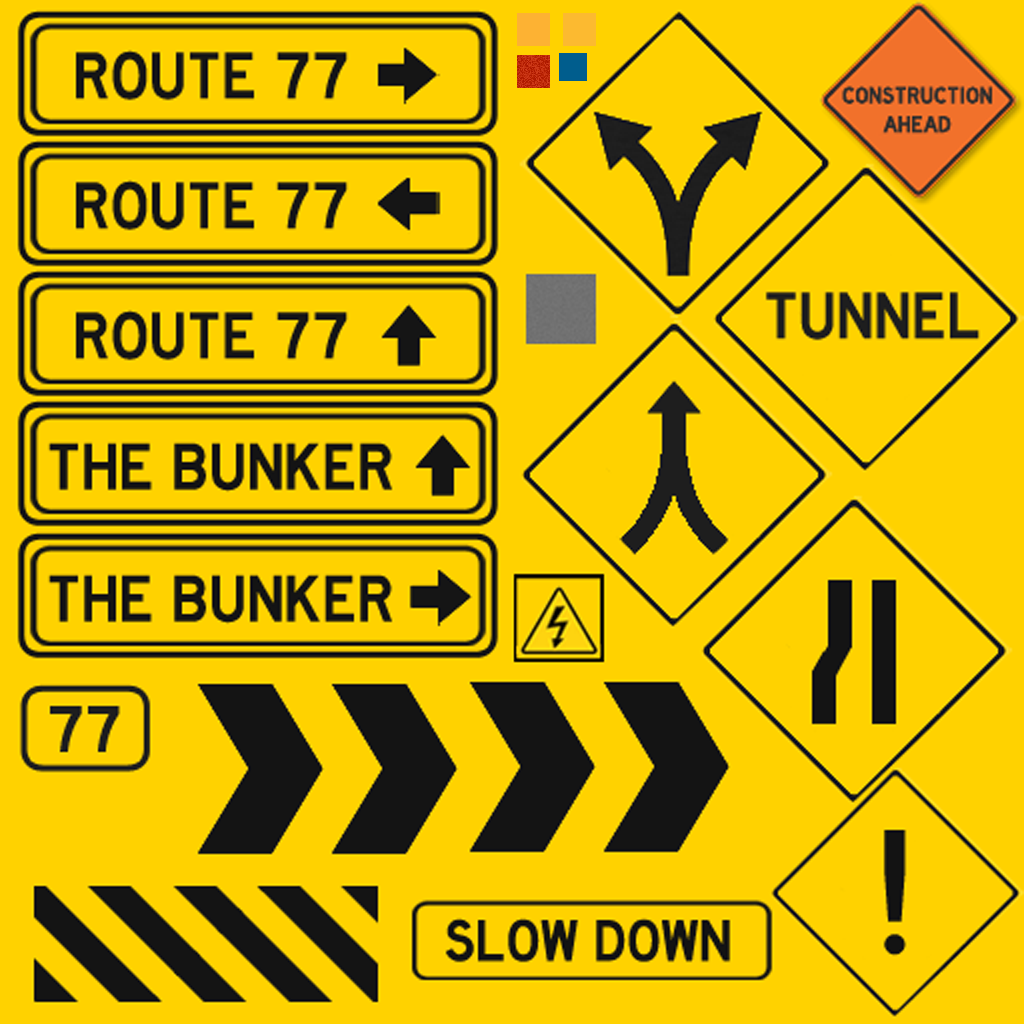 ROUTE 77
ROUTE 77
ROUTE 77
THE BUNKER
THE BUNKER
77
CONSTRUCTION
AHEAD
TUNNEL
!
SLOW DOWN